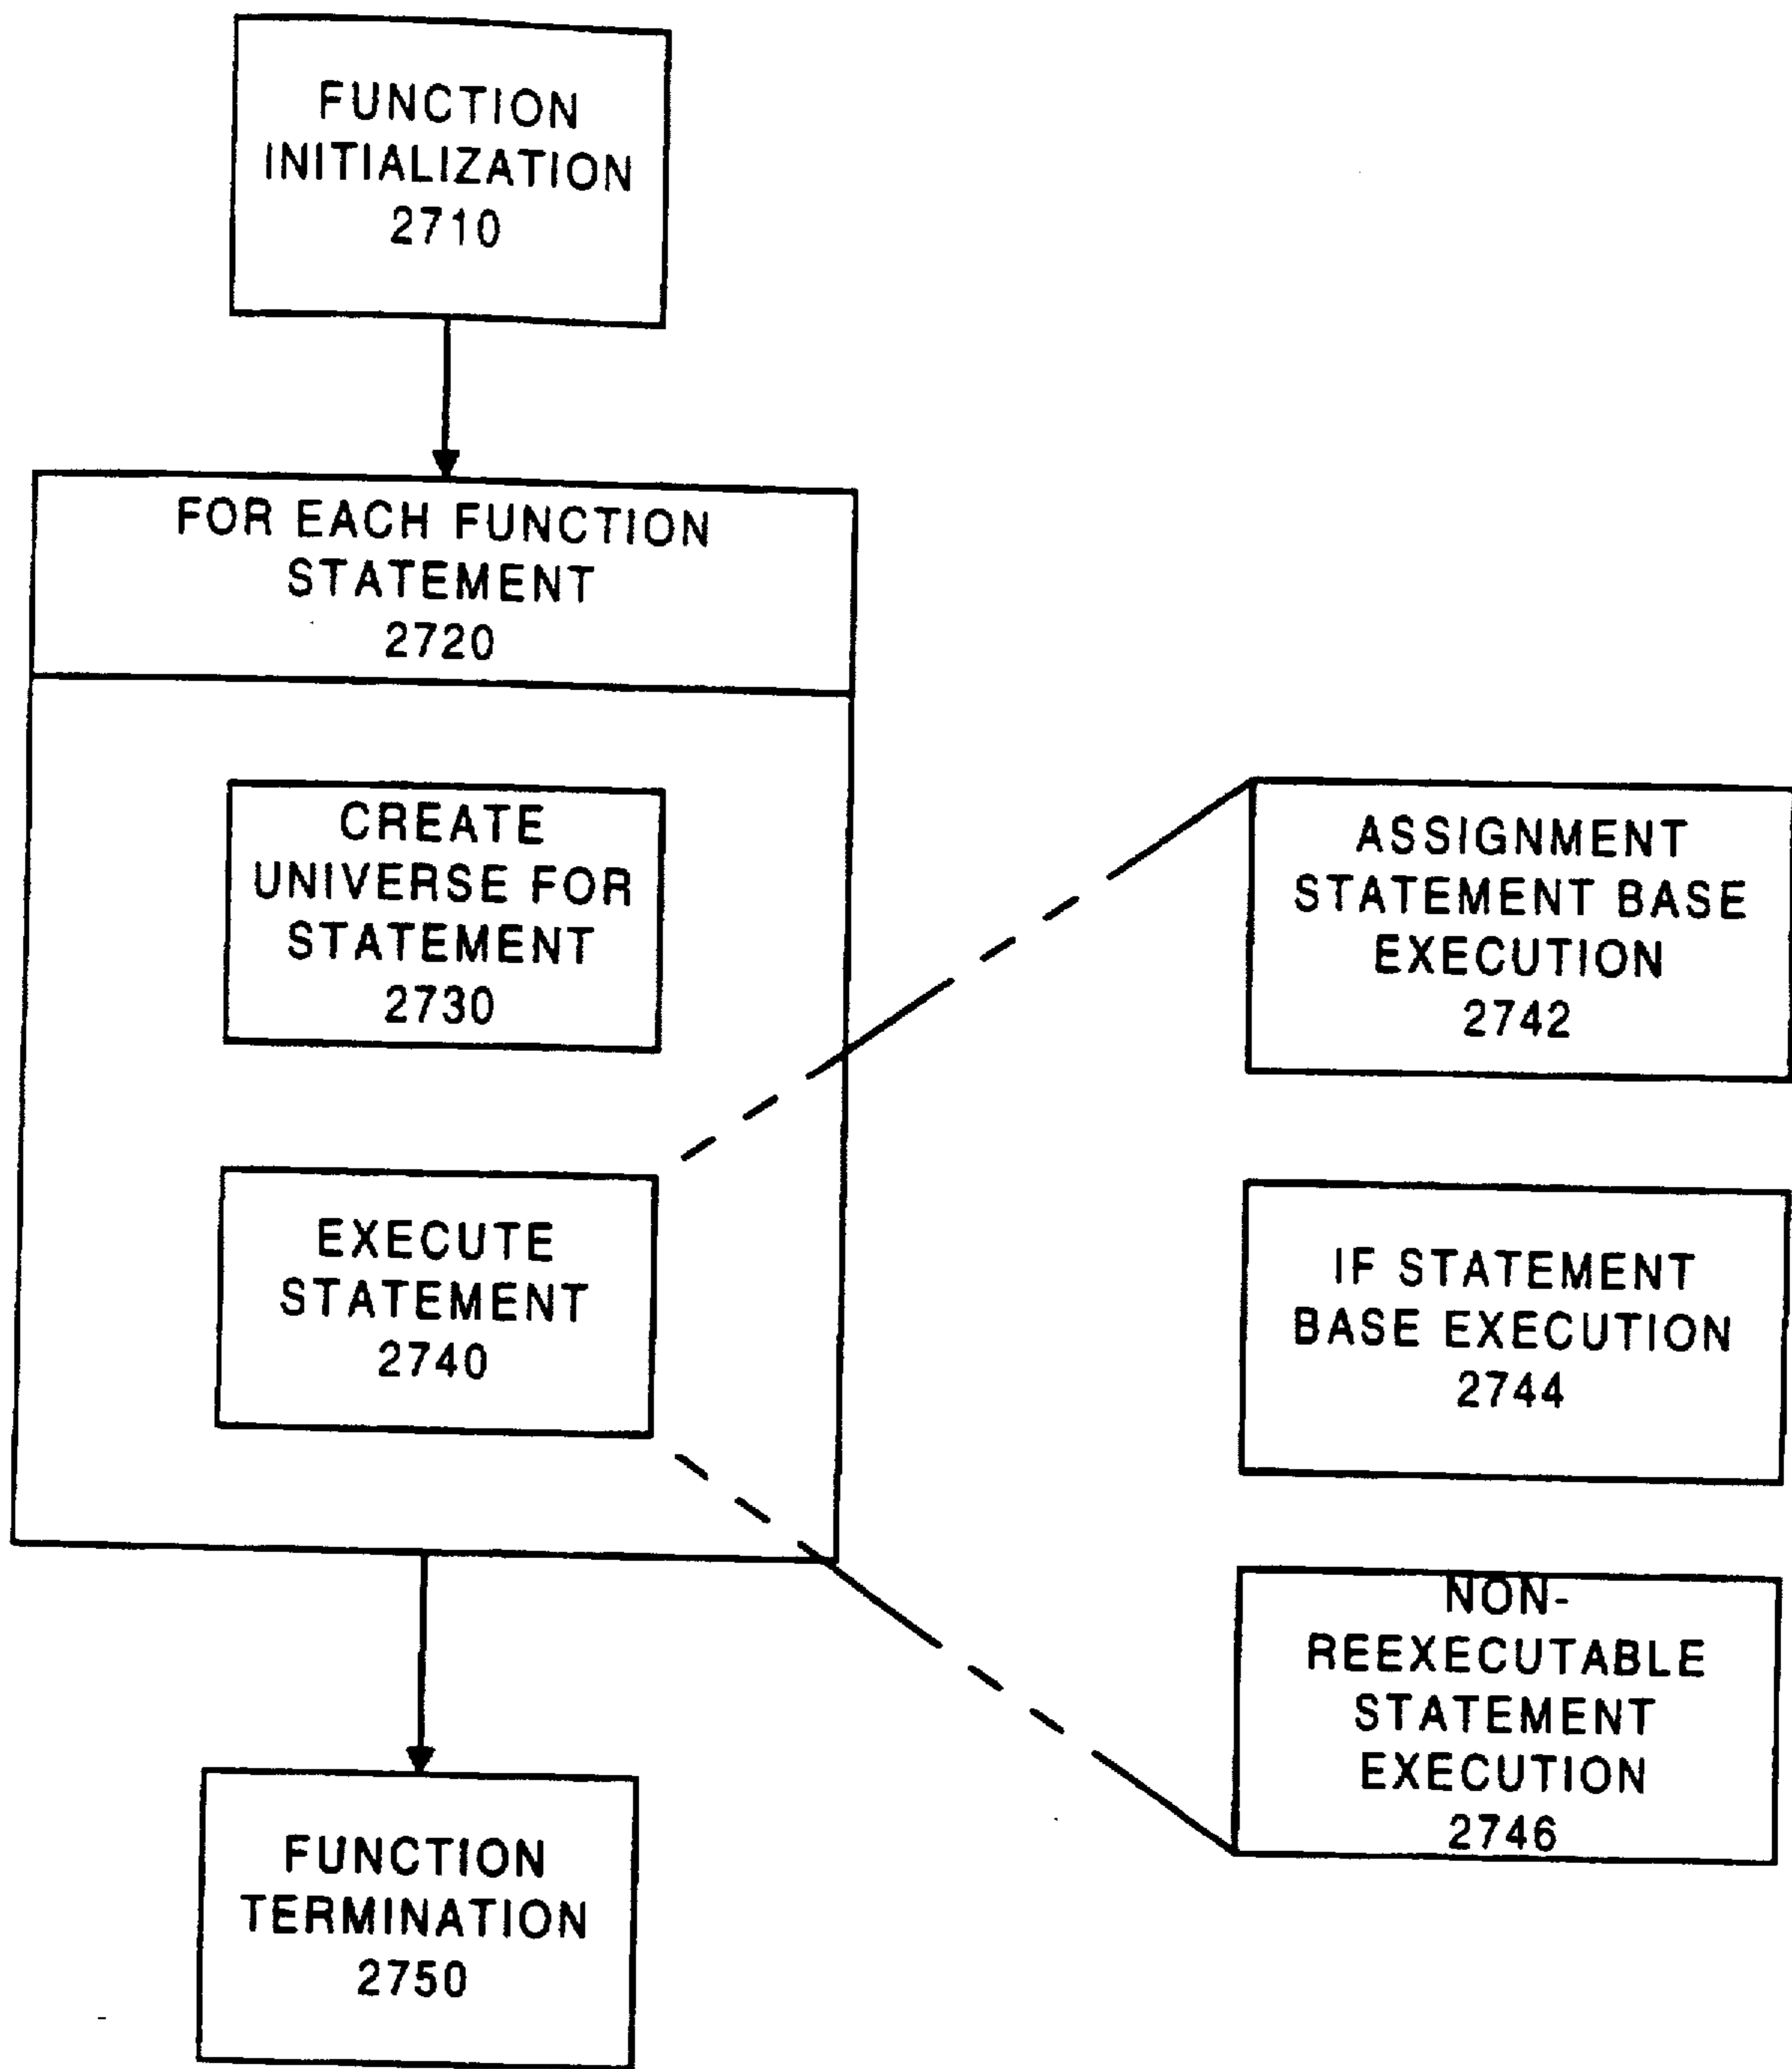 FUNCTION
INITIALIZATION
2710
FOR EACH FUNCTION
STATEMENT
2720
CREATE
UNIVERSE FOR
STATEMENT
2730
EXECUTE
STATEMENT
2740
ASSIGNMENT
STATEMENT BASE
EXECUTION
2742
IF STATEMENT
BASE EXECUTION
2744
NON-
REEXECUTABLE
STATEMENT
EXECUTION
2746
FUNCTION
TERMINATION
2750